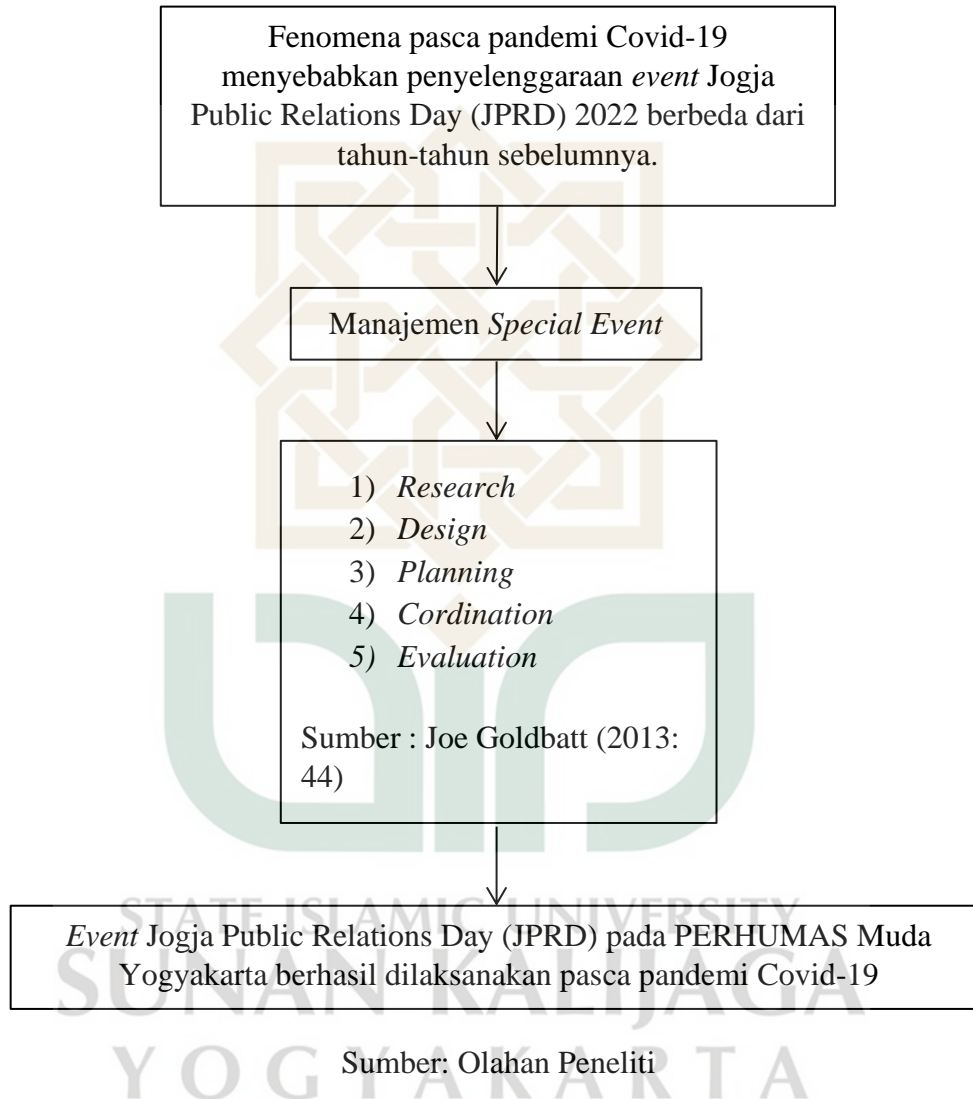 Fenomena pasca pandemi Covid-19
menyebabkan penyelenggaraan event Jogja
Public Relations Day (JPRD) 2022 berbeda dari
tahun-tahun sebelumnya.
Manajemen Special Event
1) Research
2) Design
3) Planning
4) Cordination
5) Evaluation
Sumber : Joe Goldbatt (2013:
44)
STATE ISLAMIC UNIVERSITY
Event Jogja Public Relations Day (JPRD) pada PERHUMAS Muda
Yogyakarta berhasil dilaksanakan pasca pandemi Covid-19
SUNAN KALIJAGA
Sumber: Olahan Peneliti
YOGYAKARTA